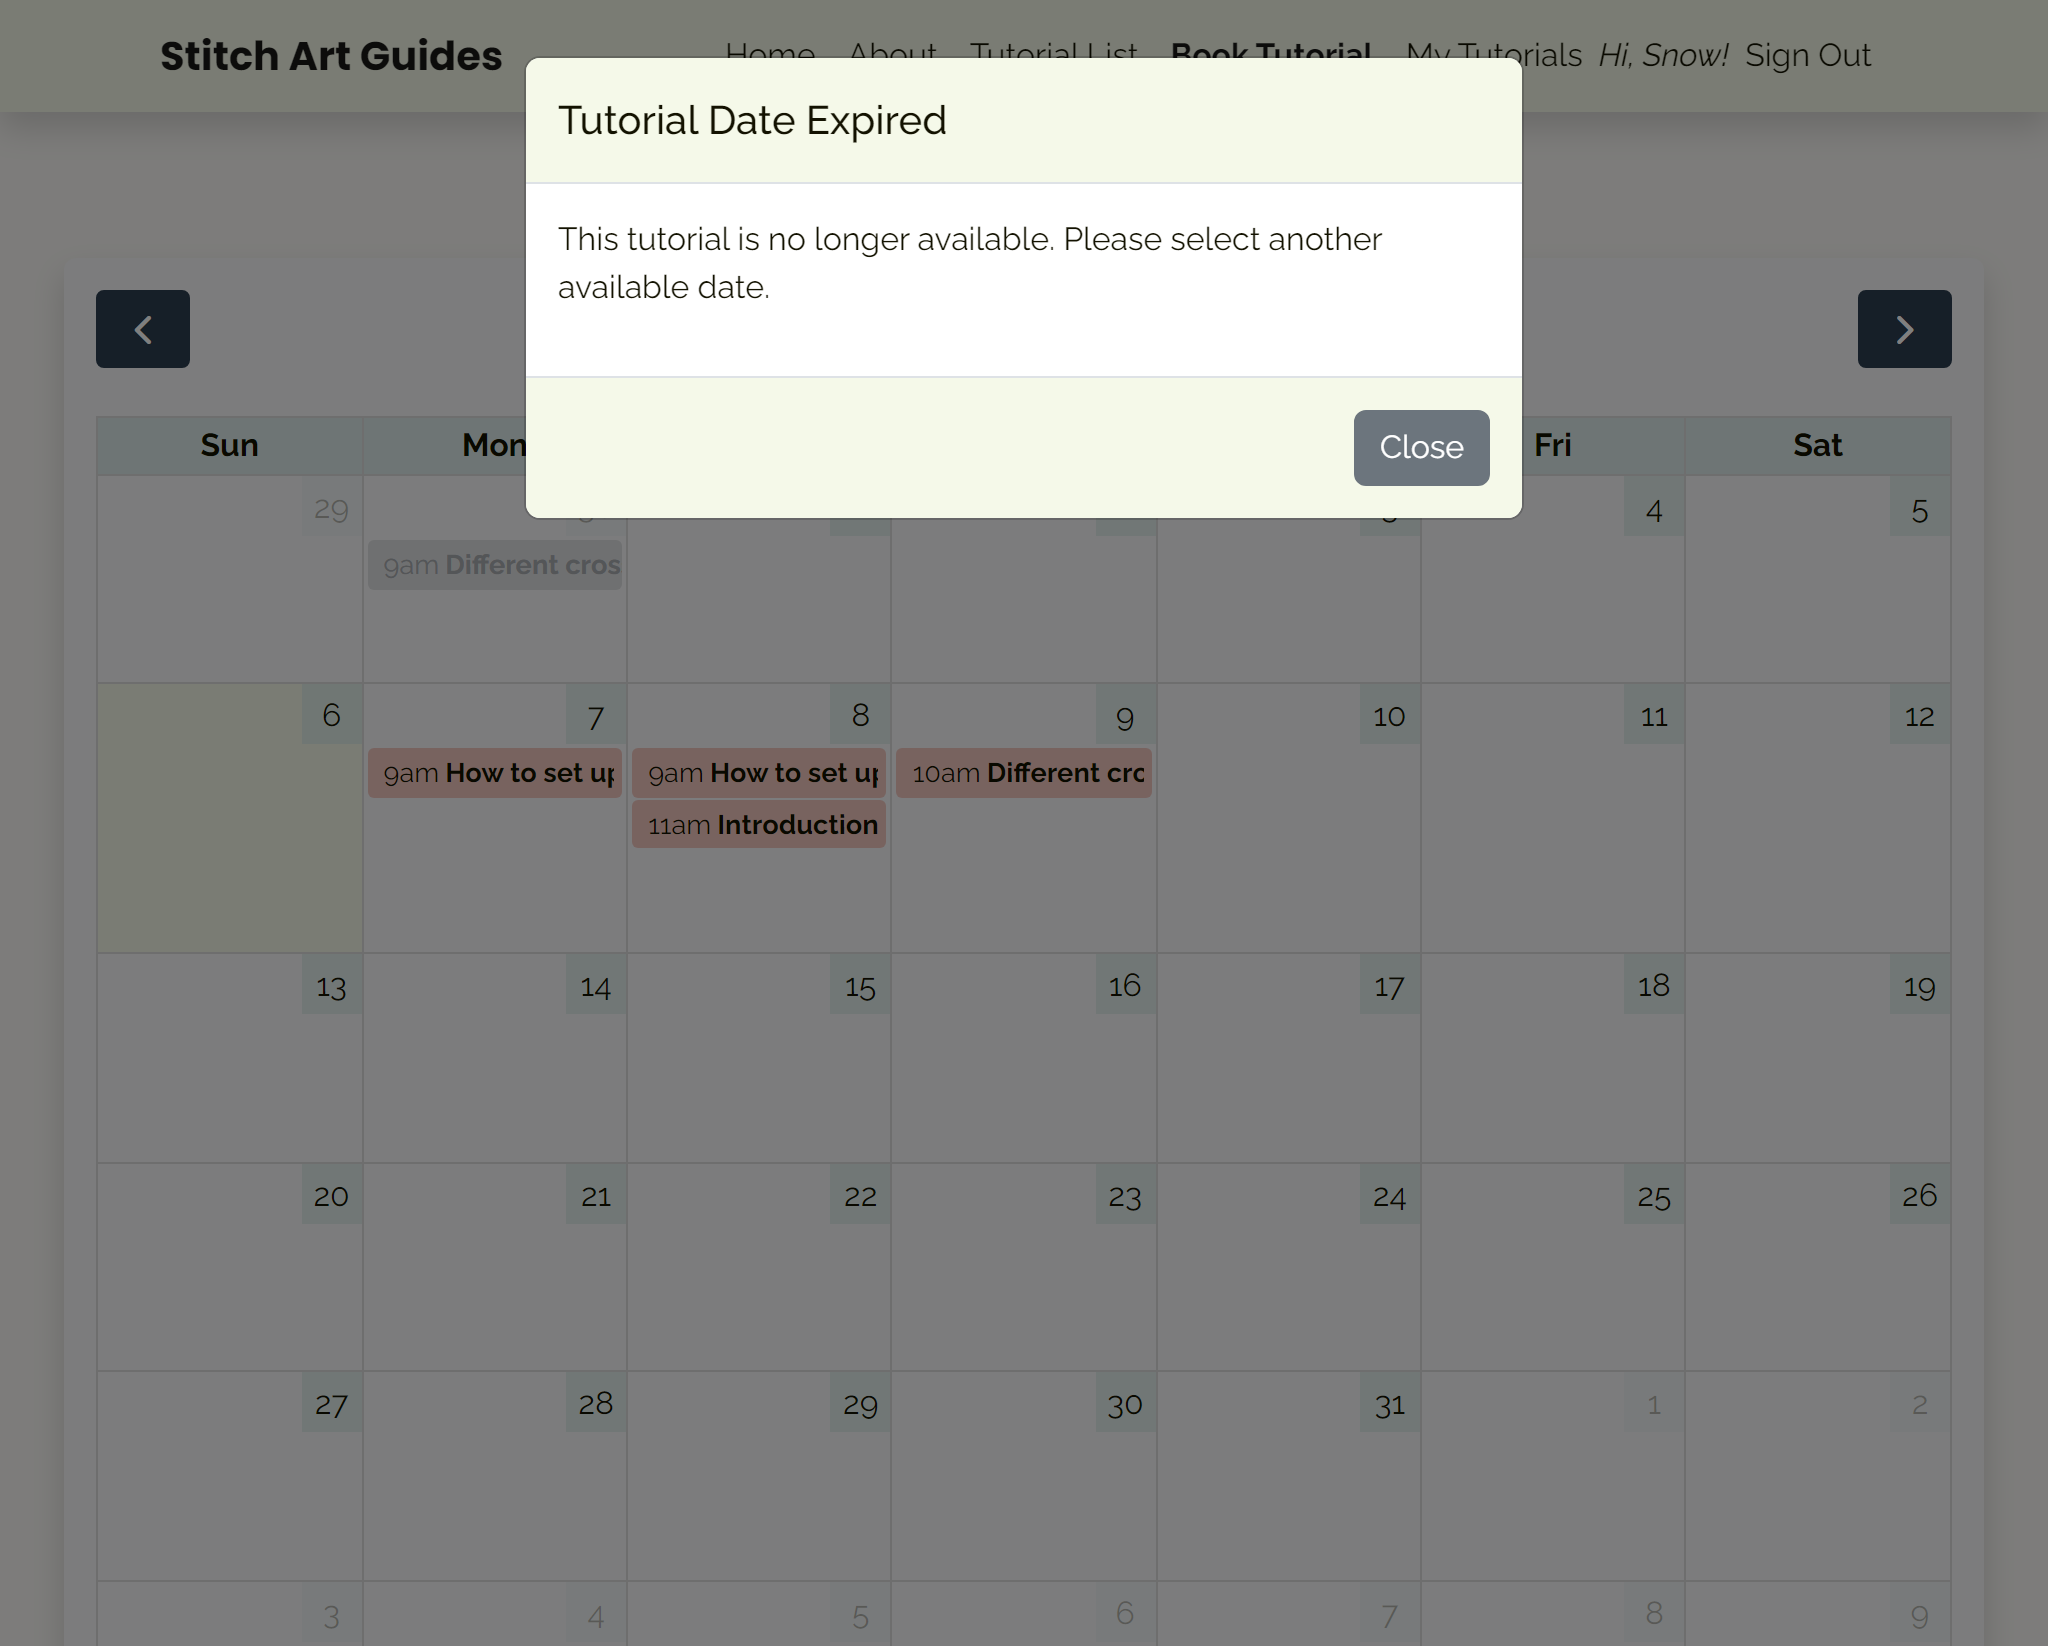 Stitch Art Guides
Home About Tutorial List Book Tutorial My Tutorials Hi, Snow! Sign Out
Tutorial Date Expired
This tutorial is no longer available. Please select another
available date.
Close
Sun Mon Fri Sat
29 4 5
9am Different cros
6 7 8 9 10 11 12
9am How to set up 9am How to set up 10am Different cro
11am Introduction
13 14 15 16 17 18 19
20 21 22 23 24 25 26
27 28 29 30 31 1 2
3 4 5 6 7 8 9